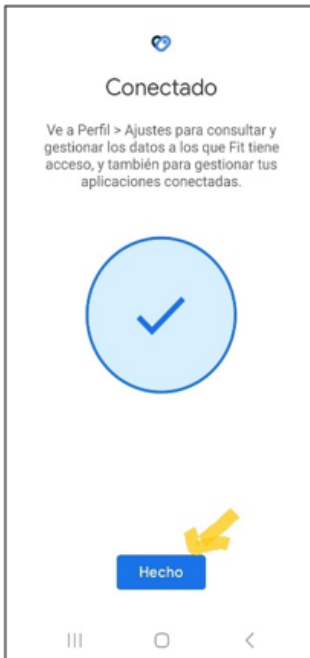 Conectado
Ve a Perfil > Ajustes para consultar y
gestionar los datos a los que Fit tiene
acceso, y también para gestionar tus
aplicaciones conectadas.
Hecho